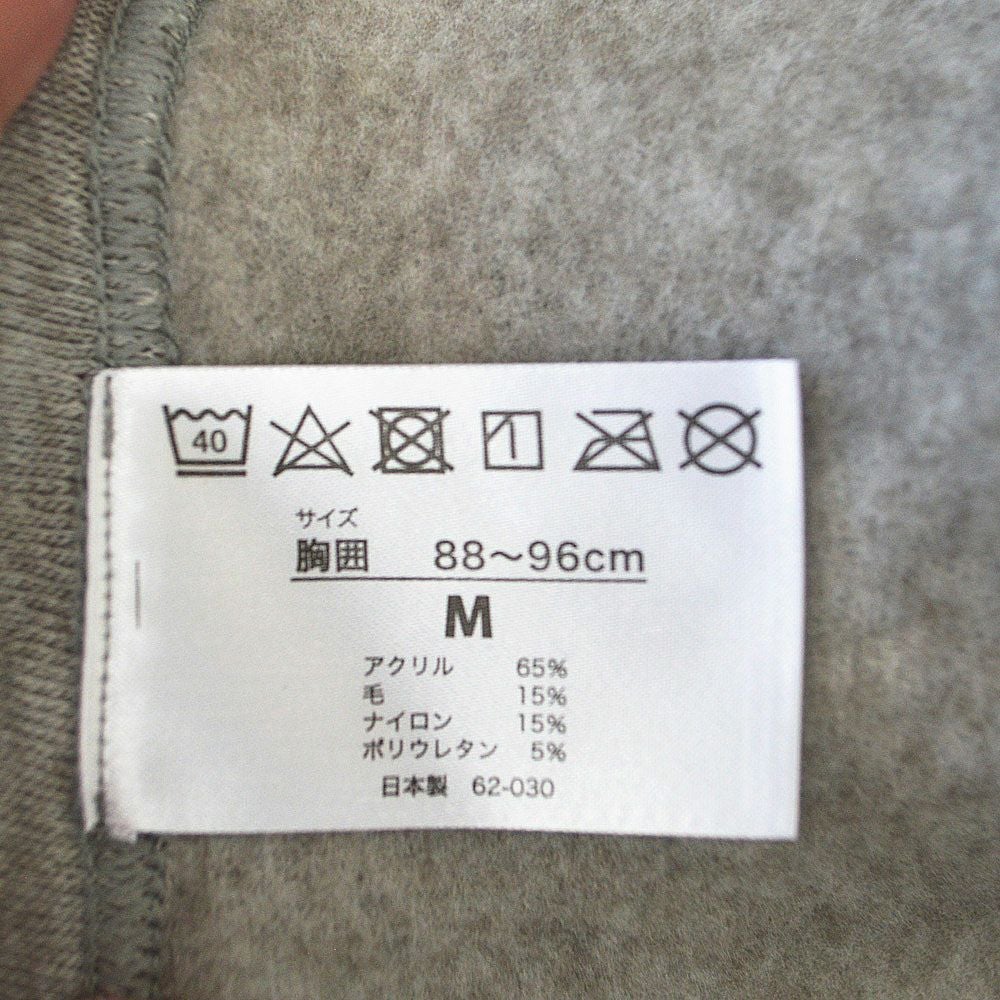 40
サイズ
胸囲 88～96cm
M
アクリル 65%
毛 15%
ナイロン 15%
ポリウレタン 5%
日本製 62-030